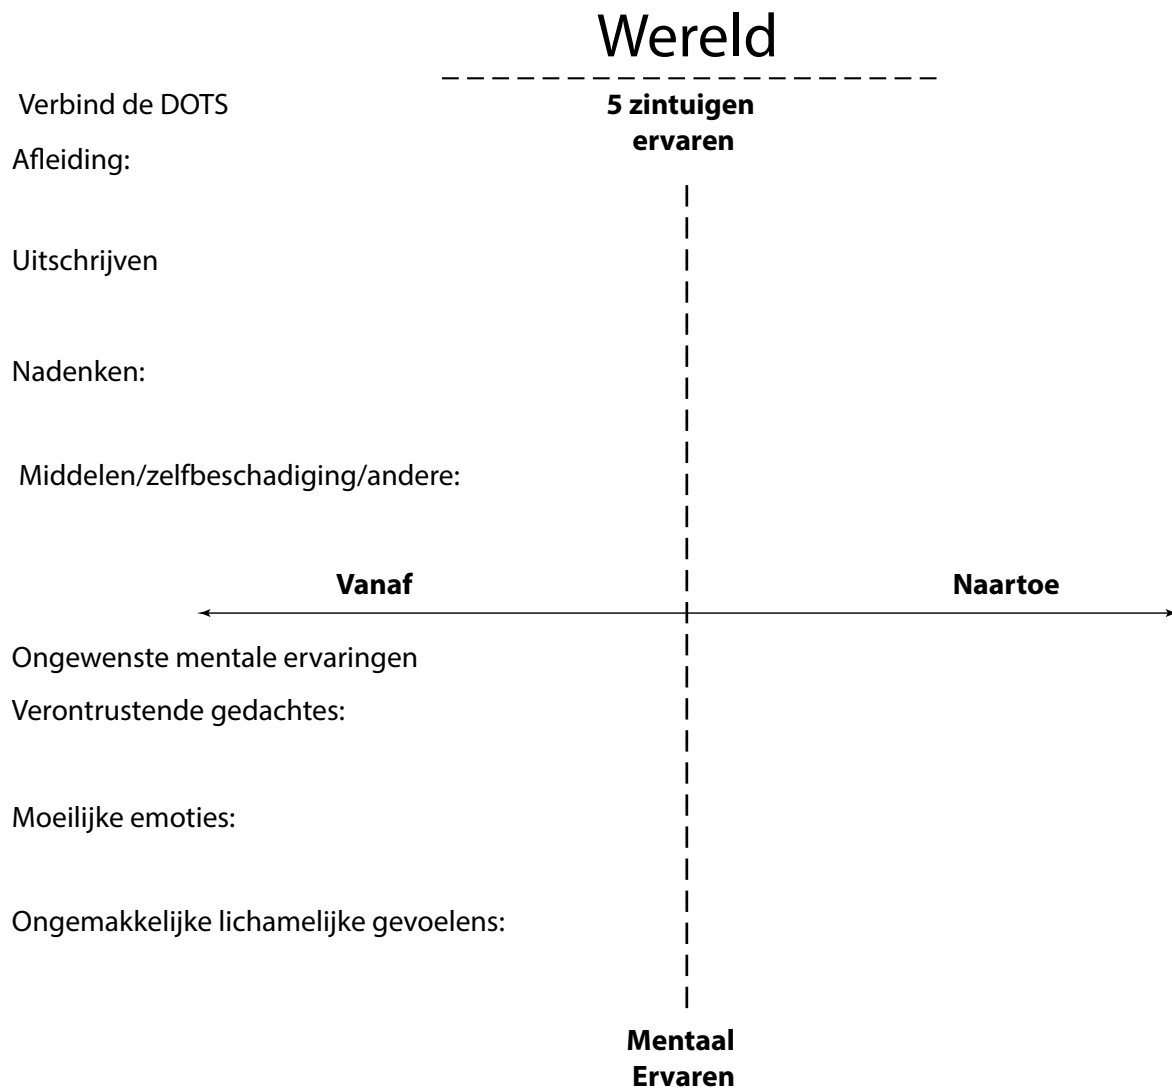 Wereld
Verbind de DOTS
5 zintuigen
ervaren
Afleiding:
Uitschrijven
Nadenken:
Middelen/zelfbeschadiging/andere:
Vanaf
Naartoe
Ongewenste mentale ervaringen
Verontrustende gedachtes:
Moeilijke emoties:
Ongemakkelijke lichamelijke gevoelens:
Mentaal
Ervaren